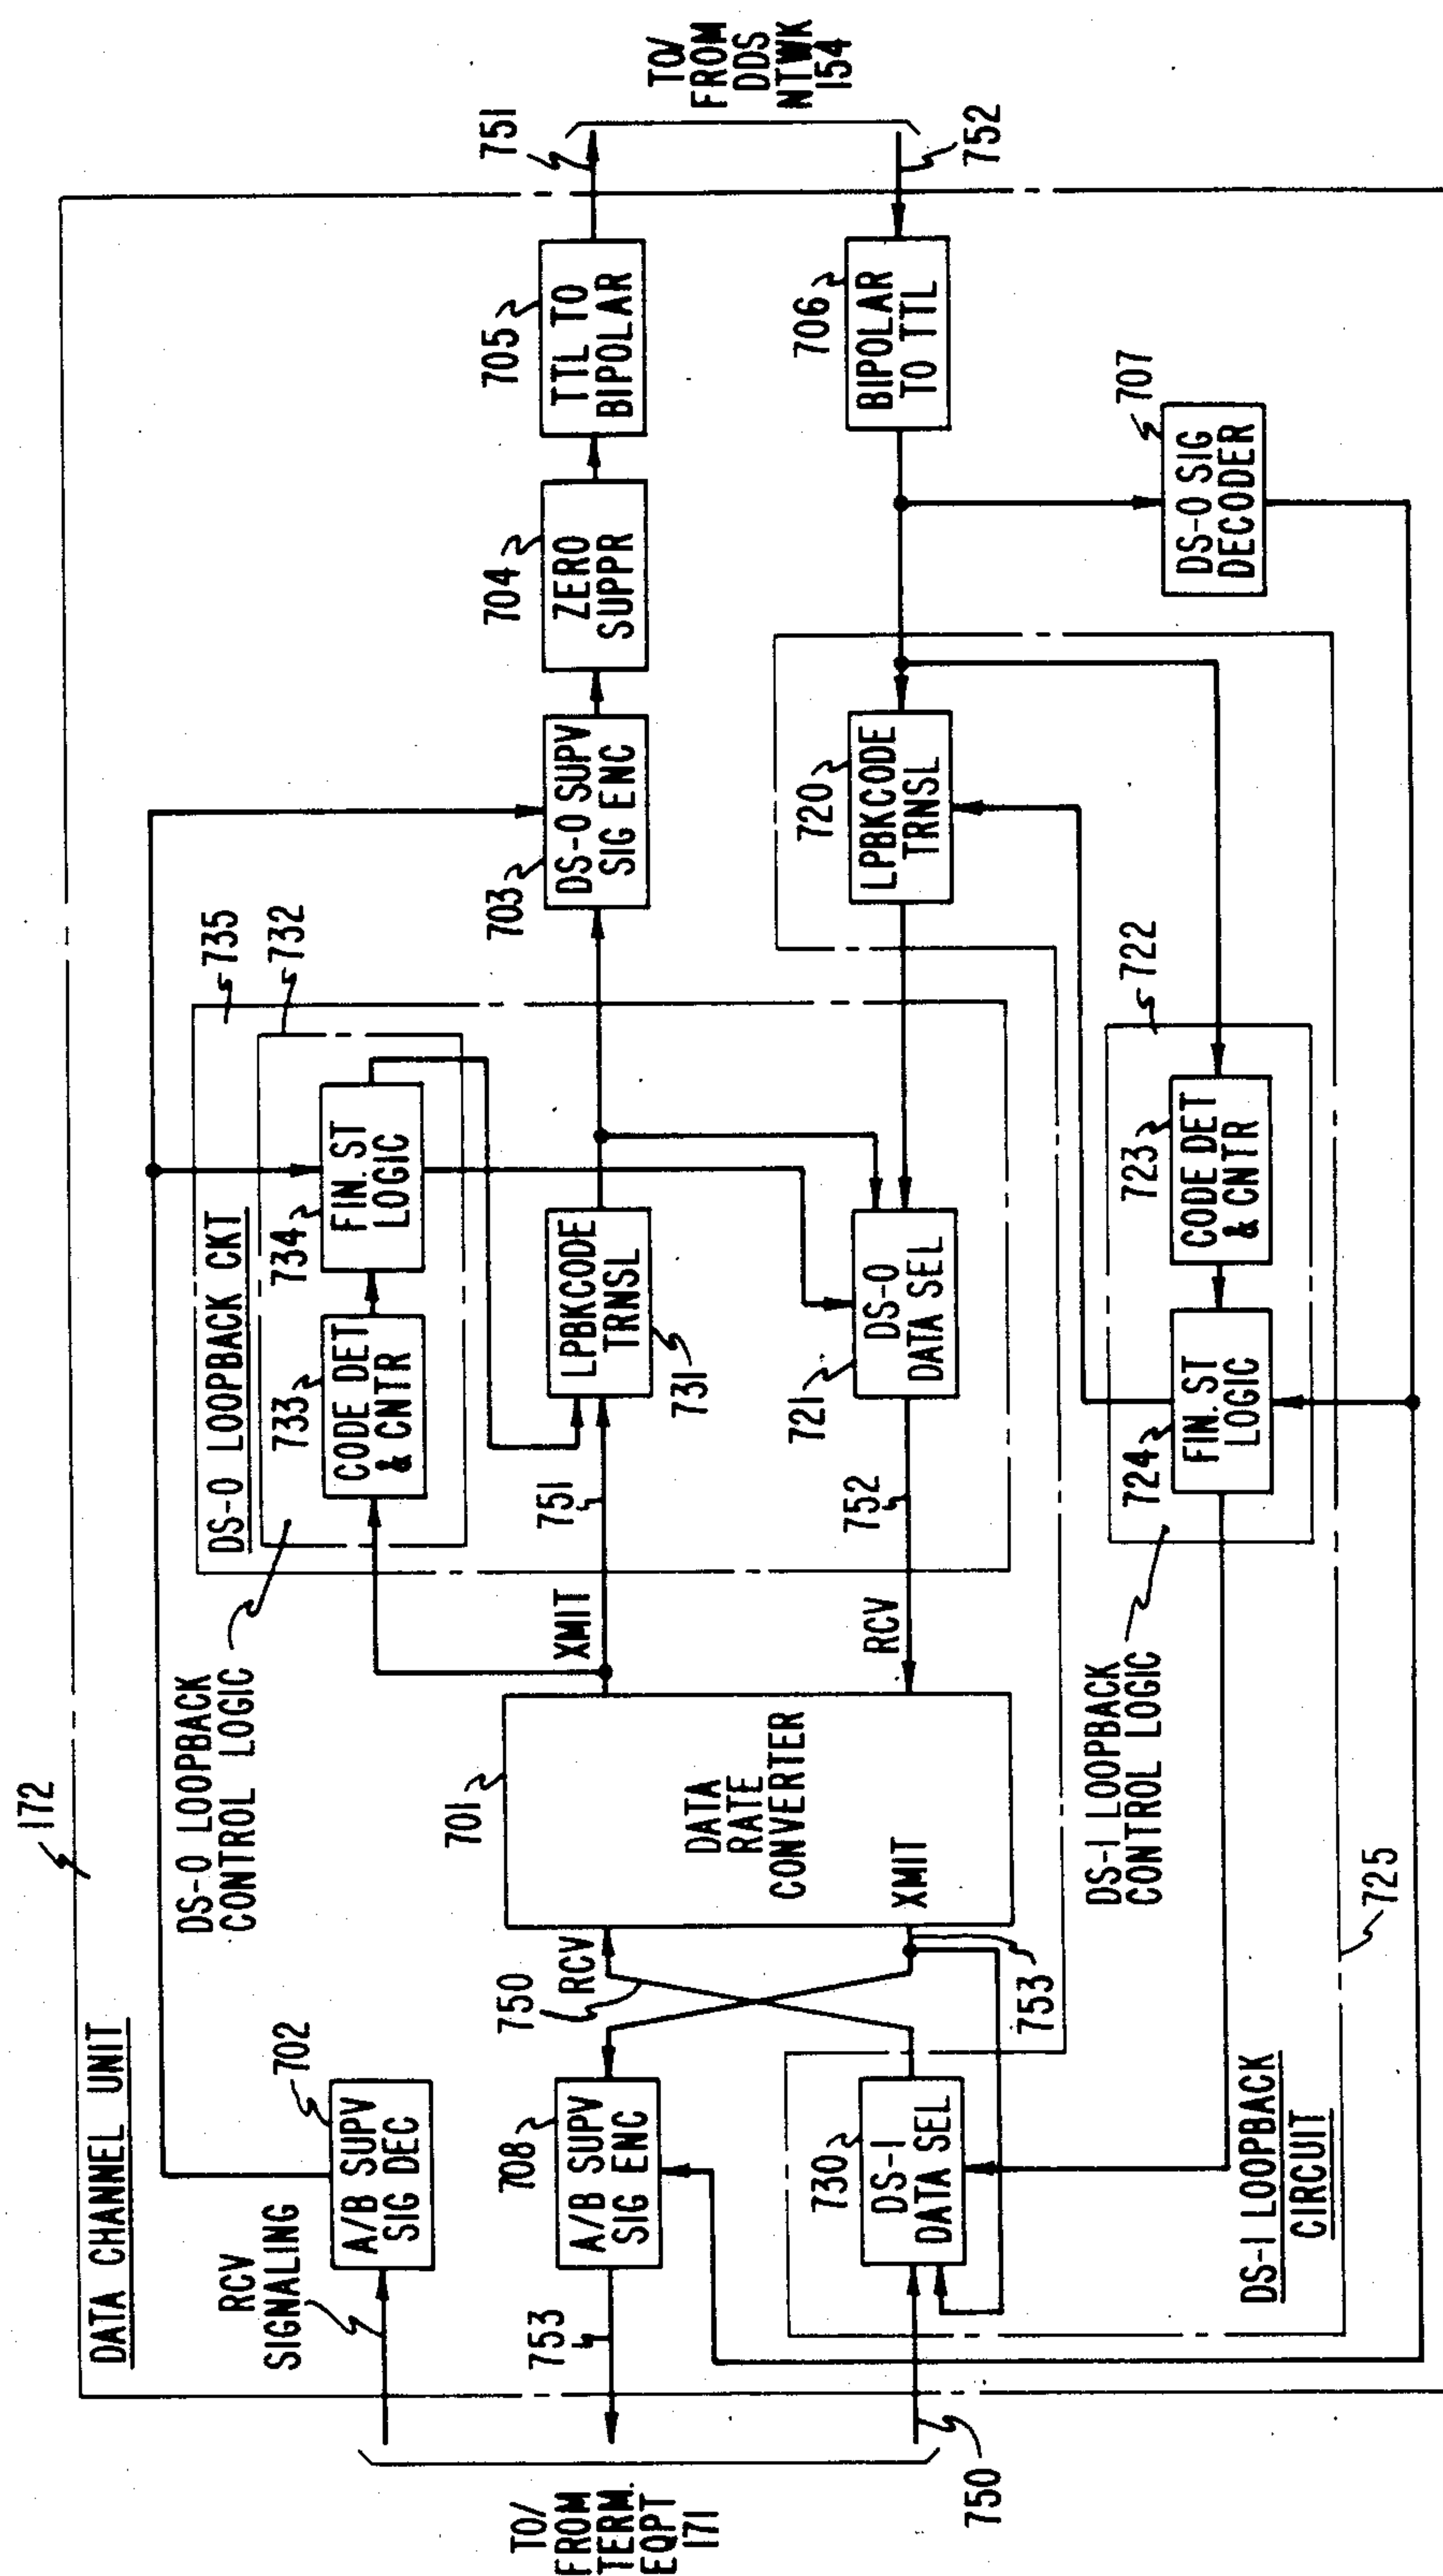 172
DATA CHANNEL UNIT
RCV
SIGNALING
702
A/B SUPV
SIG DEC
DS-0 LOOPBACK
CONTROL LOGIC
DS-0 LOOPBACK CKT
735
732
733
CODE DET
& CNTR
734
FIN. ST
LOGIC
TO/
FROM
TERM.
EQPT
171
753
708
A/B SUPV
SIG ENC
750
RCV
701
DATA
RATE
CONVERTER
XMIT
XMIT
751
LPBKCODE
TRNSL
731
703
DS-0 SUPV
SIG ENC
704
ZERO
SUPPR
705
TTL TO
BIPOLAR
751
TO/
FROM
DDS
NTWK
154
750
730
DS-1
DATA SEL
753
RCV
752
721
DS-0
DATA SEL
720
LPBKCODE
TRNSL
706
BIPOLAR
TO TTL
752
DS-1 LOOPBACK
CIRCUIT
725
DS-1 LOOPBACK
CONTROL LOGIC
724
FIN. ST
LOGIC
723
CODE DET
& CNTR
722
707
DS-0 SIG
DECODER